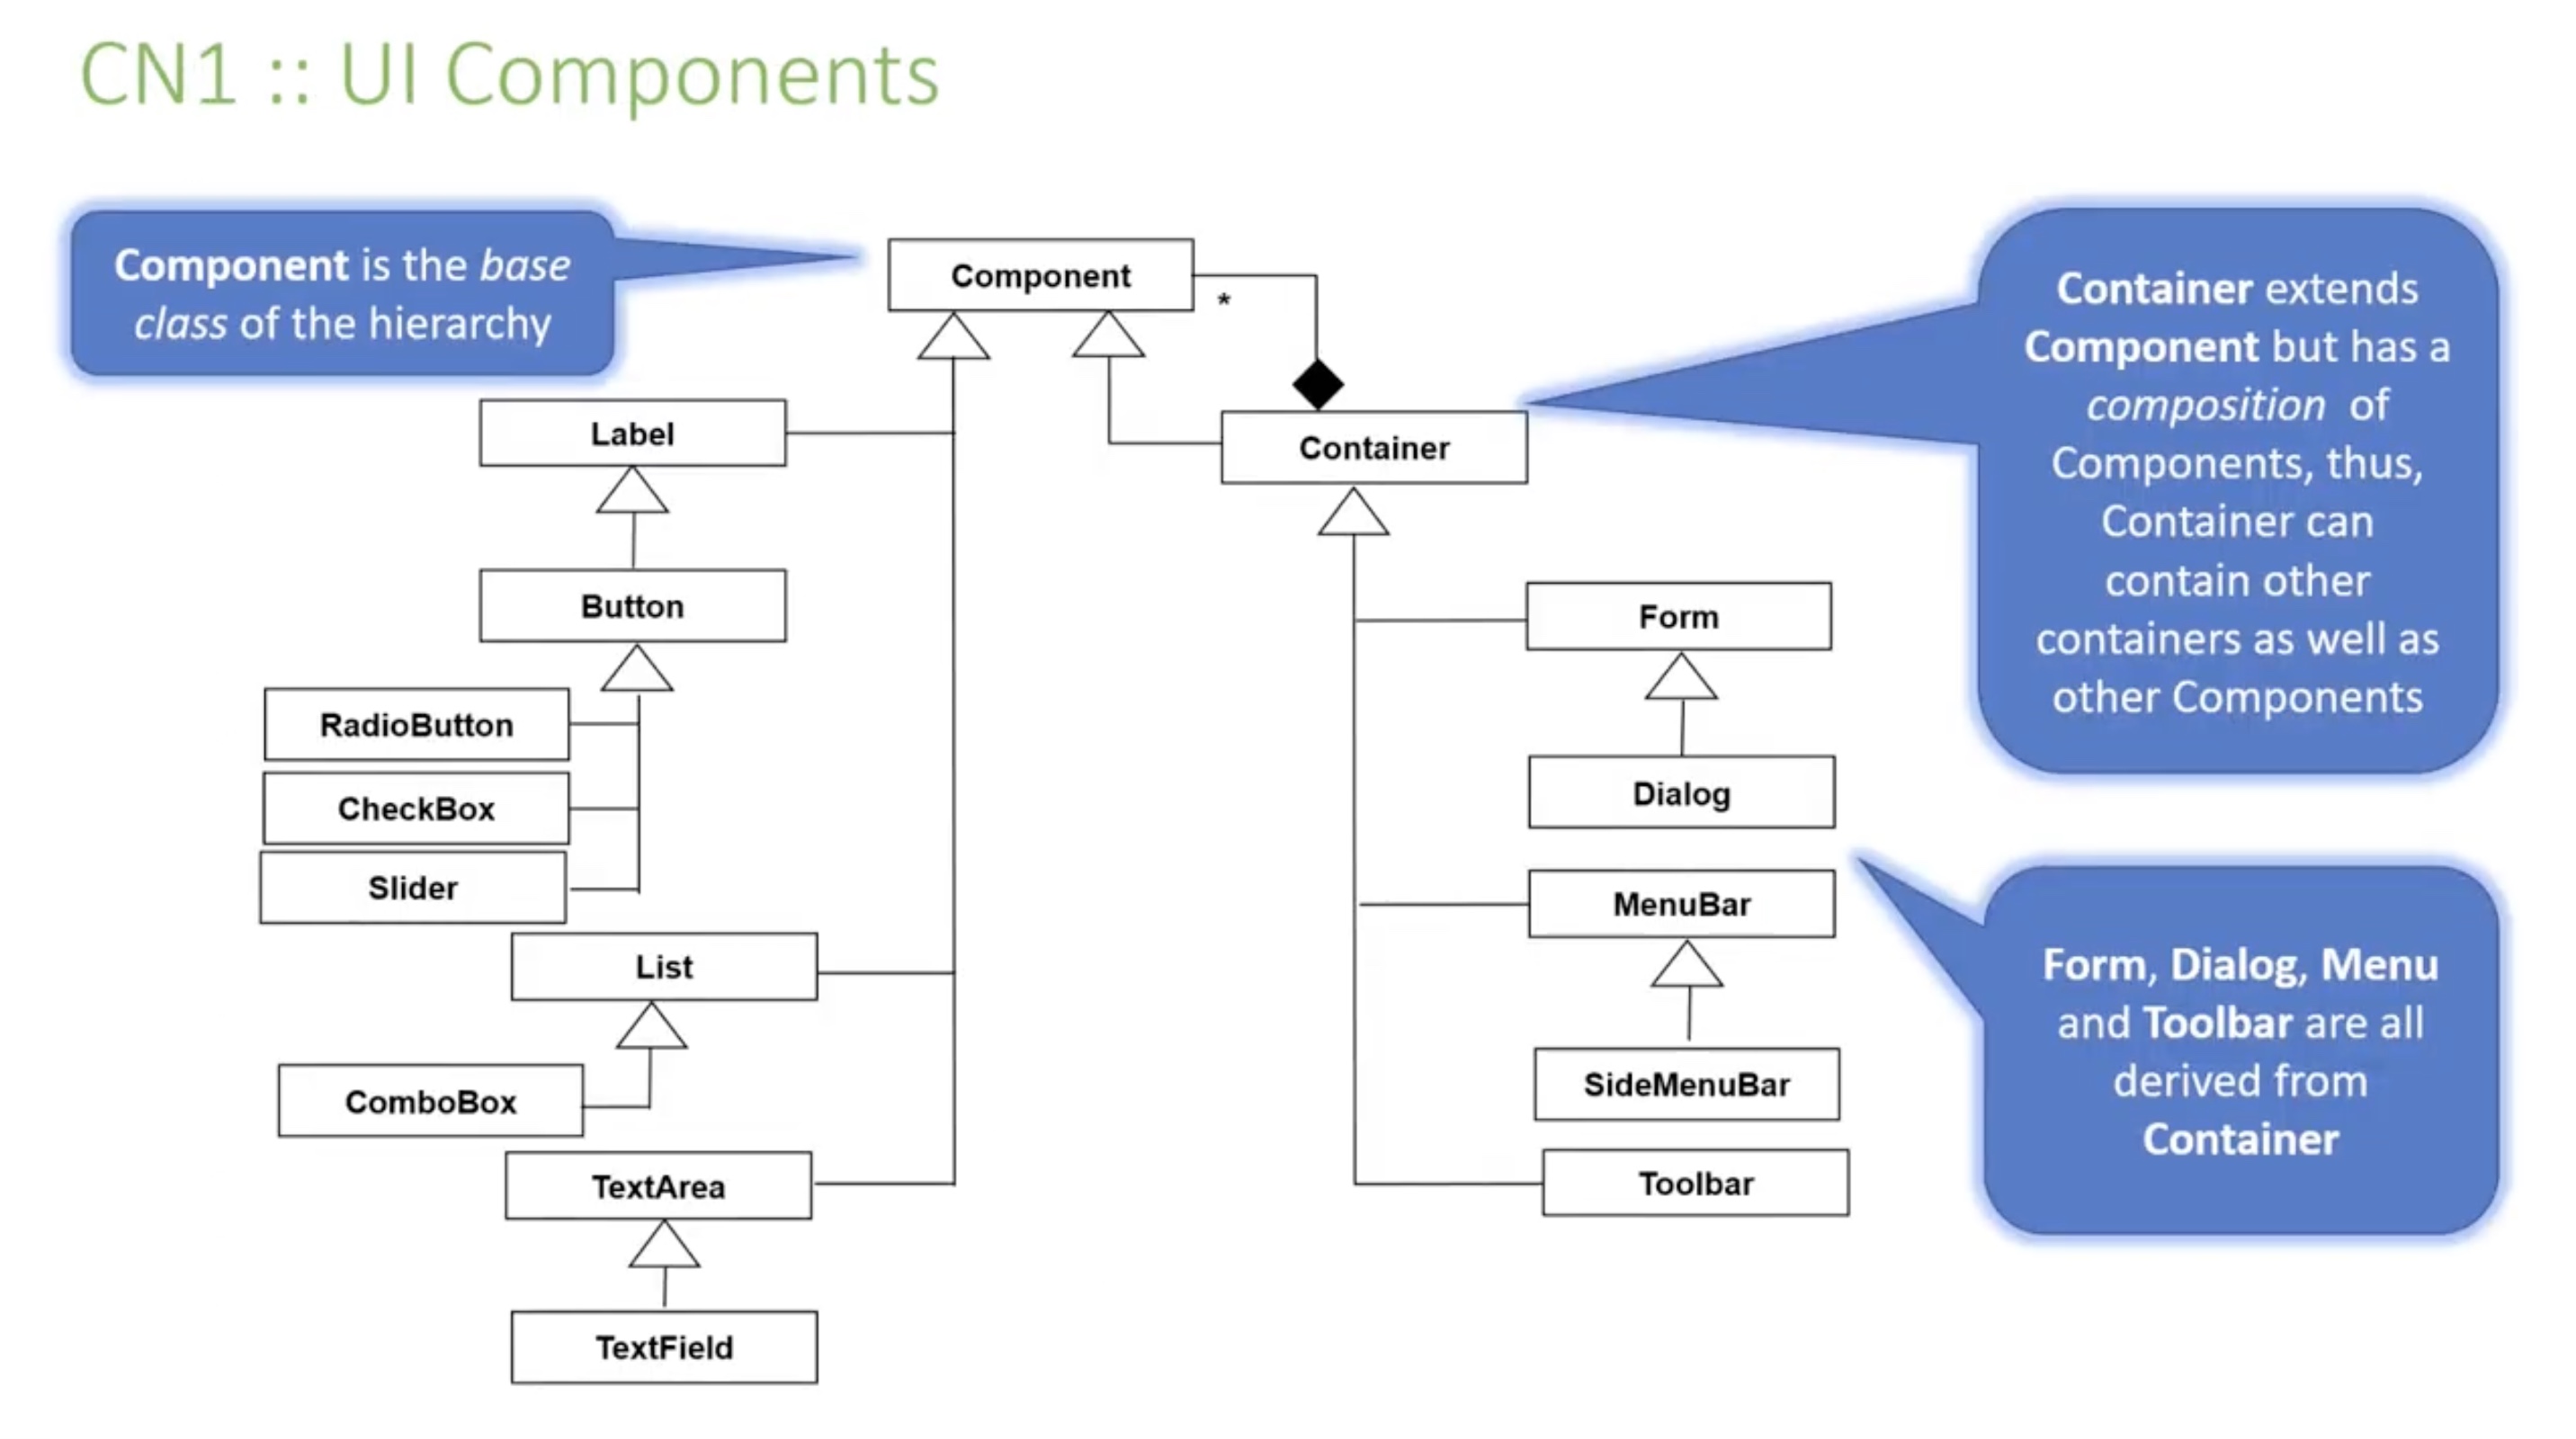 CN1 :: UI Components
Component is the base
class of the hierarchy
Component
*
Container
Label
Button
RadioButton
CheckBox
Slider
List
ComboBox
TextArea
TextField
Form
Dialog
MenuBar
SideMenuBar
Toolbar
Container extends
Component but has a
composition of
Components, thus,
Container can
contain other
containers as well as
other Components
Form, Dialog, Menu
and Toolbar are all
derived from
Container